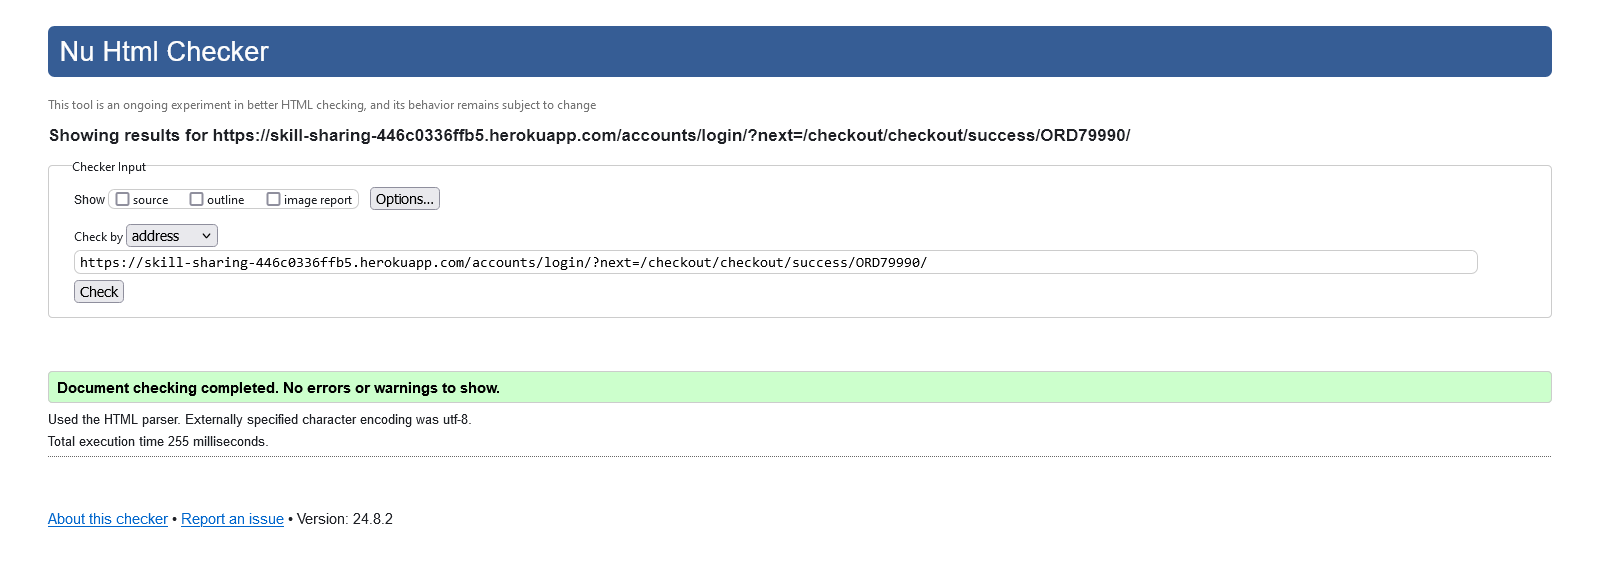 Nu Html Checker
This tool is an ongoing experiment in better HTML checking, and its behavior remains subject to change
Showing results for https://skill-sharing-446c0336ffb5.herokuapp.com/accounts/login/?next=/checkout/checkout/success/ORD79990/
Checker Input
Show source outline image report Options...
Check by address
https://skill-sharing-446c0336ffb5.herokuapp.com/accounts/login/?next=/checkout/checkout/success/ORD79990/
Check
Document checking completed. No errors or warnings to show.
Used the HTML parser. Externally specified character encoding was utf-8.
Total execution time 255 milliseconds.
About this checker • Report an issue • Version: 24.8.2